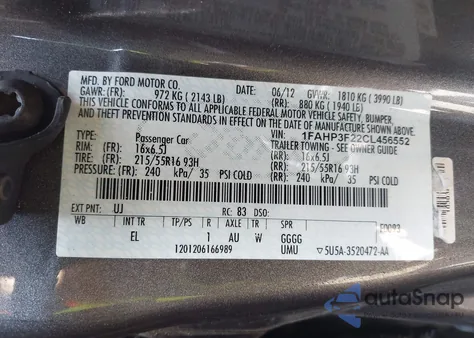 MFD. BY FORD MOTOR CO.
DATE: 06/12 GVWR: 1810 KG (3990 LB)
GAWR:(FR): 972 KG (2143 LB) (RR): 880 KG (1940 LB)
THIS VEHICLE CONFORMS TO ALL APPLICABLE FEDERAL MOTOR VEHICLE SAFETY, BUMPER,
AND THEFT PREVENTION STANDARDS IN EFFECT ON THE DATE OF MANUFACTURE SHOWN ABOVE.
VIN: 1FAHP3F22CL456552
TYPE: Passenger Car TRAILER TOWING - SEE OWNER GUIDE
RIM: (FR) 16x6.5J (RR): 16x6.5J
TIRE: (FR): 215/55R16 93H (RR): 215/55R16 93H
AT PRESSURE: (FR): 240 kPa/ 35 PSI COLD (RR): 240 kPa/ 35 PSI COLD
EXT PNT: UJ RC: 83 DSO:
WB INT TR TP/PS R AXLE TR SPR
EL 1 AU W GGGG
1201206166989 UMU 5U5A-3520472-AA
autoSnap